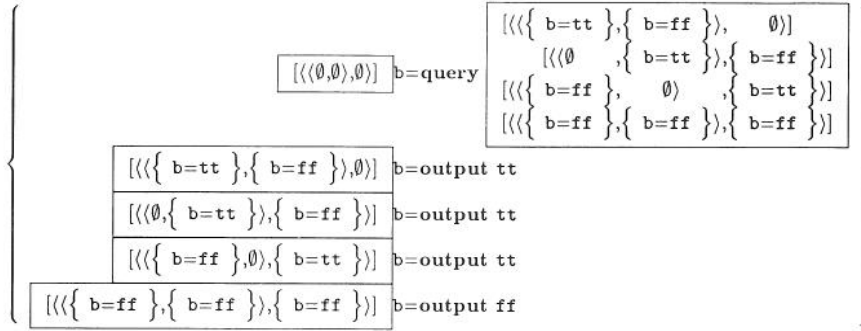 [⟨⟨{ b=tt },{ b=ff }⟩, ∅⟩]
[⟨⟨∅ ,{ b=tt }⟩,{ b=ff }⟩]
[⟨⟨∅,∅⟩,∅⟩] b=query
[⟨⟨{ b=ff }, ∅⟩ ,{ b=tt }⟩]
[⟨⟨{ b=ff },{ b=ff }⟩,{ b=ff }⟩]
[⟨⟨{ b=tt },{ b=ff }⟩,∅⟩] b=output tt
[⟨⟨∅,{ b=tt }⟩,{ b=ff }⟩] b=output tt
[⟨⟨{ b=ff },∅⟩,{ b=tt }⟩] b=output tt
[⟨⟨{ b=ff },{ b=ff }⟩,{ b=ff }⟩] b=output ff